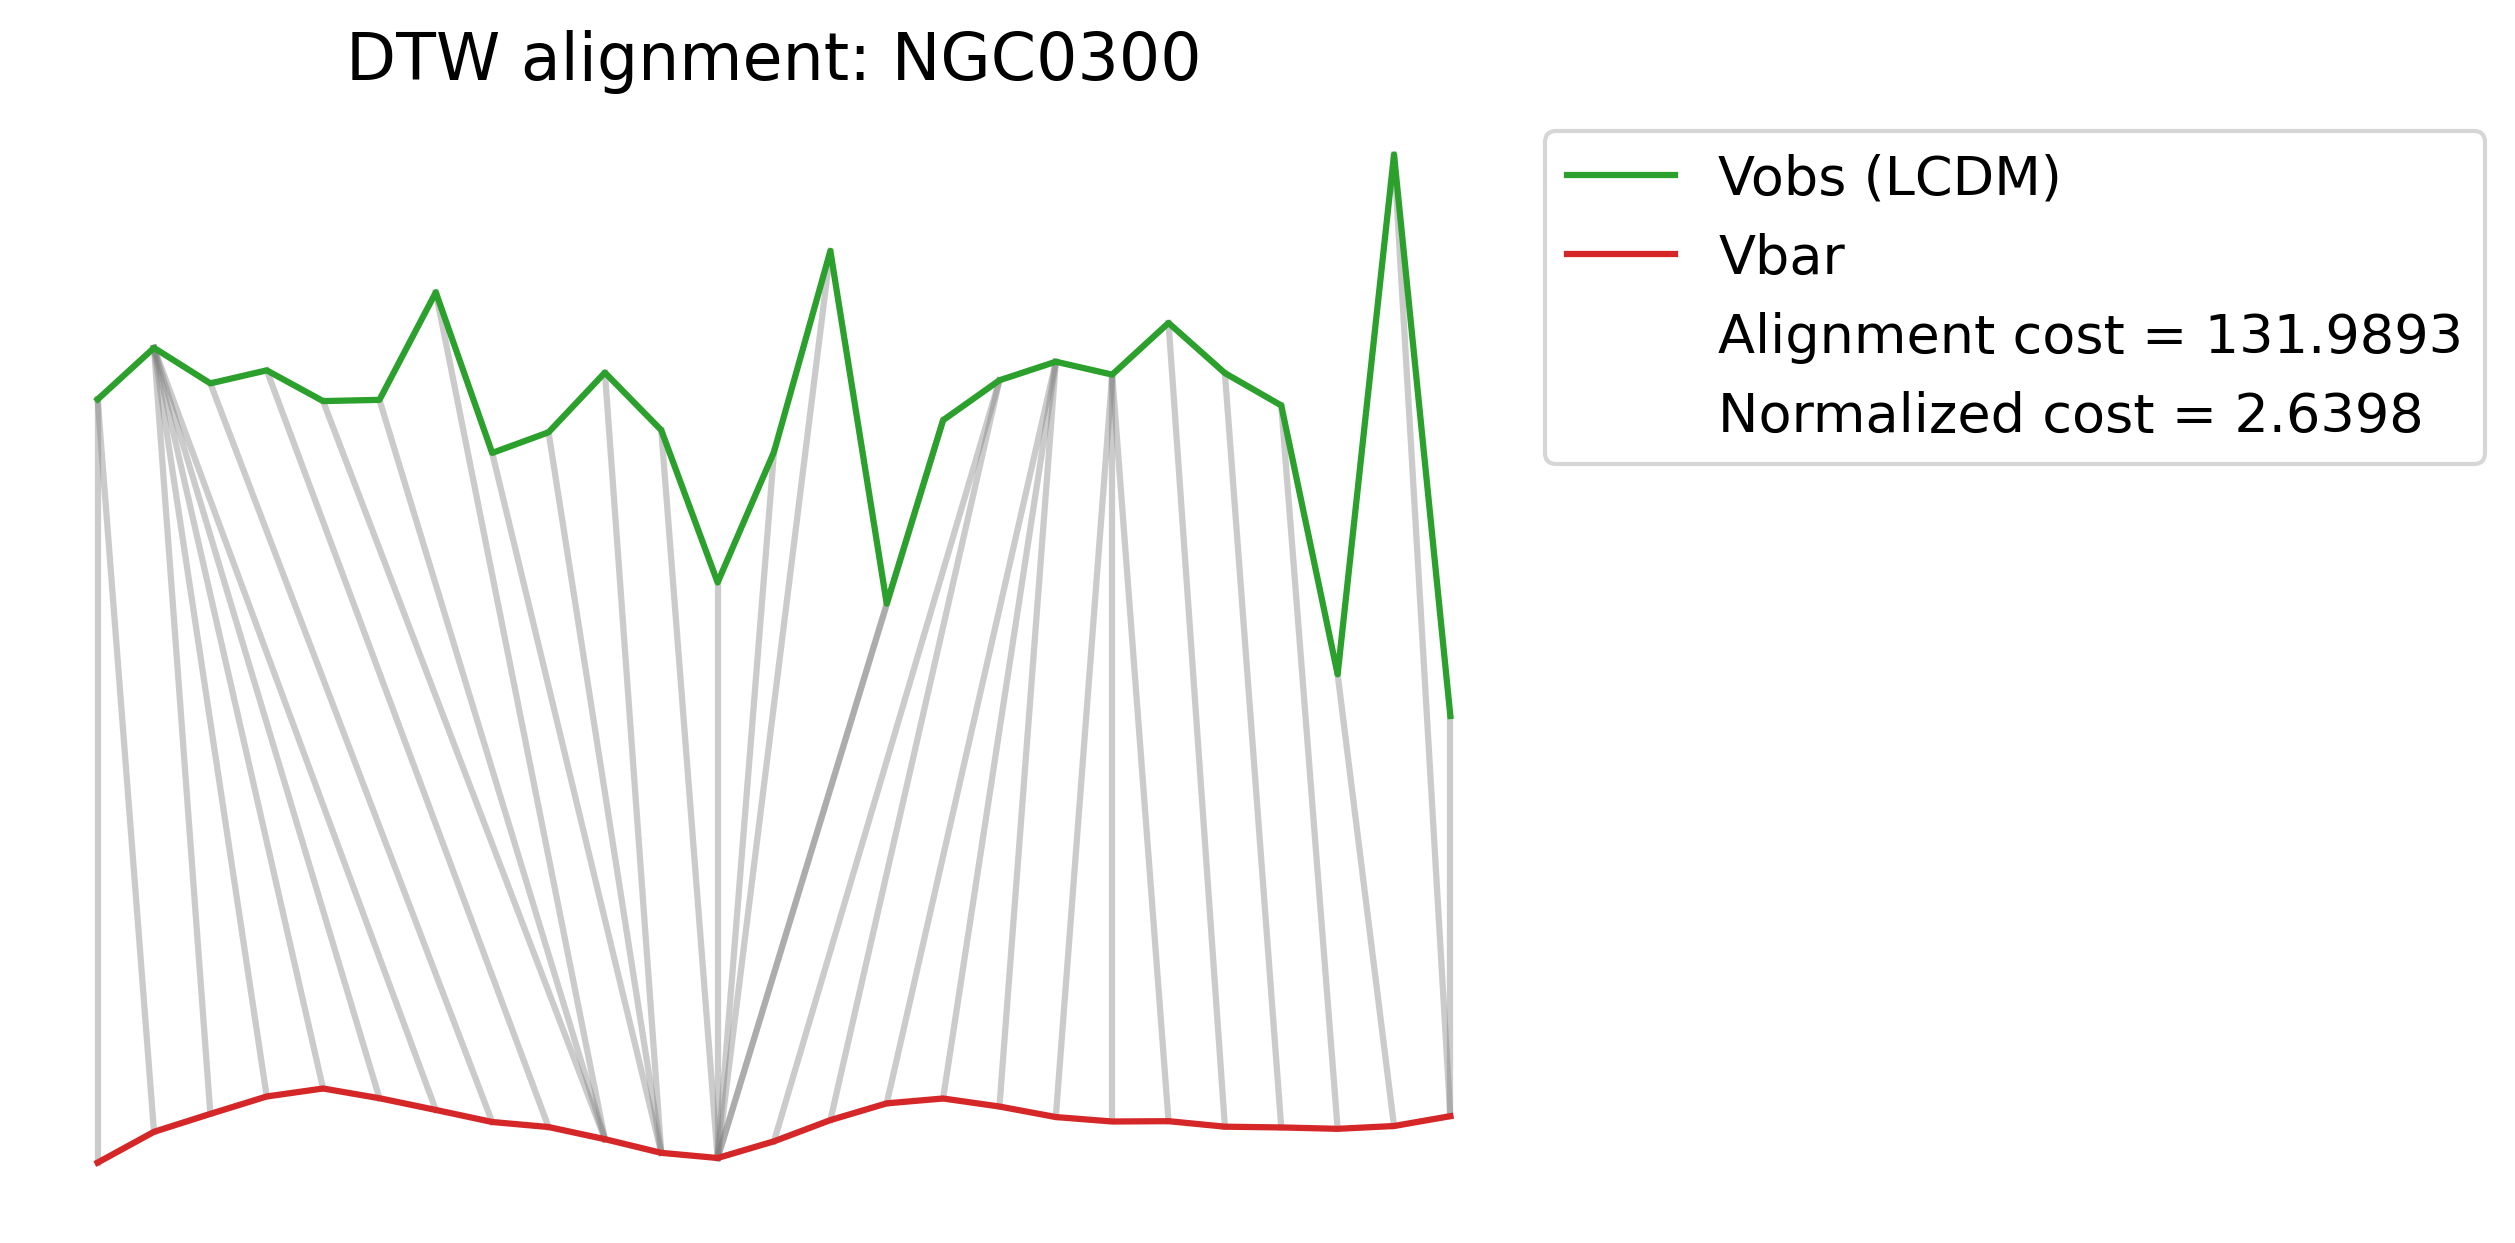 DTW alignment: NGC0300
Vobs (LCDM)
Vbar
Alignment cost = 131.9893
Normalized cost = 2.6398